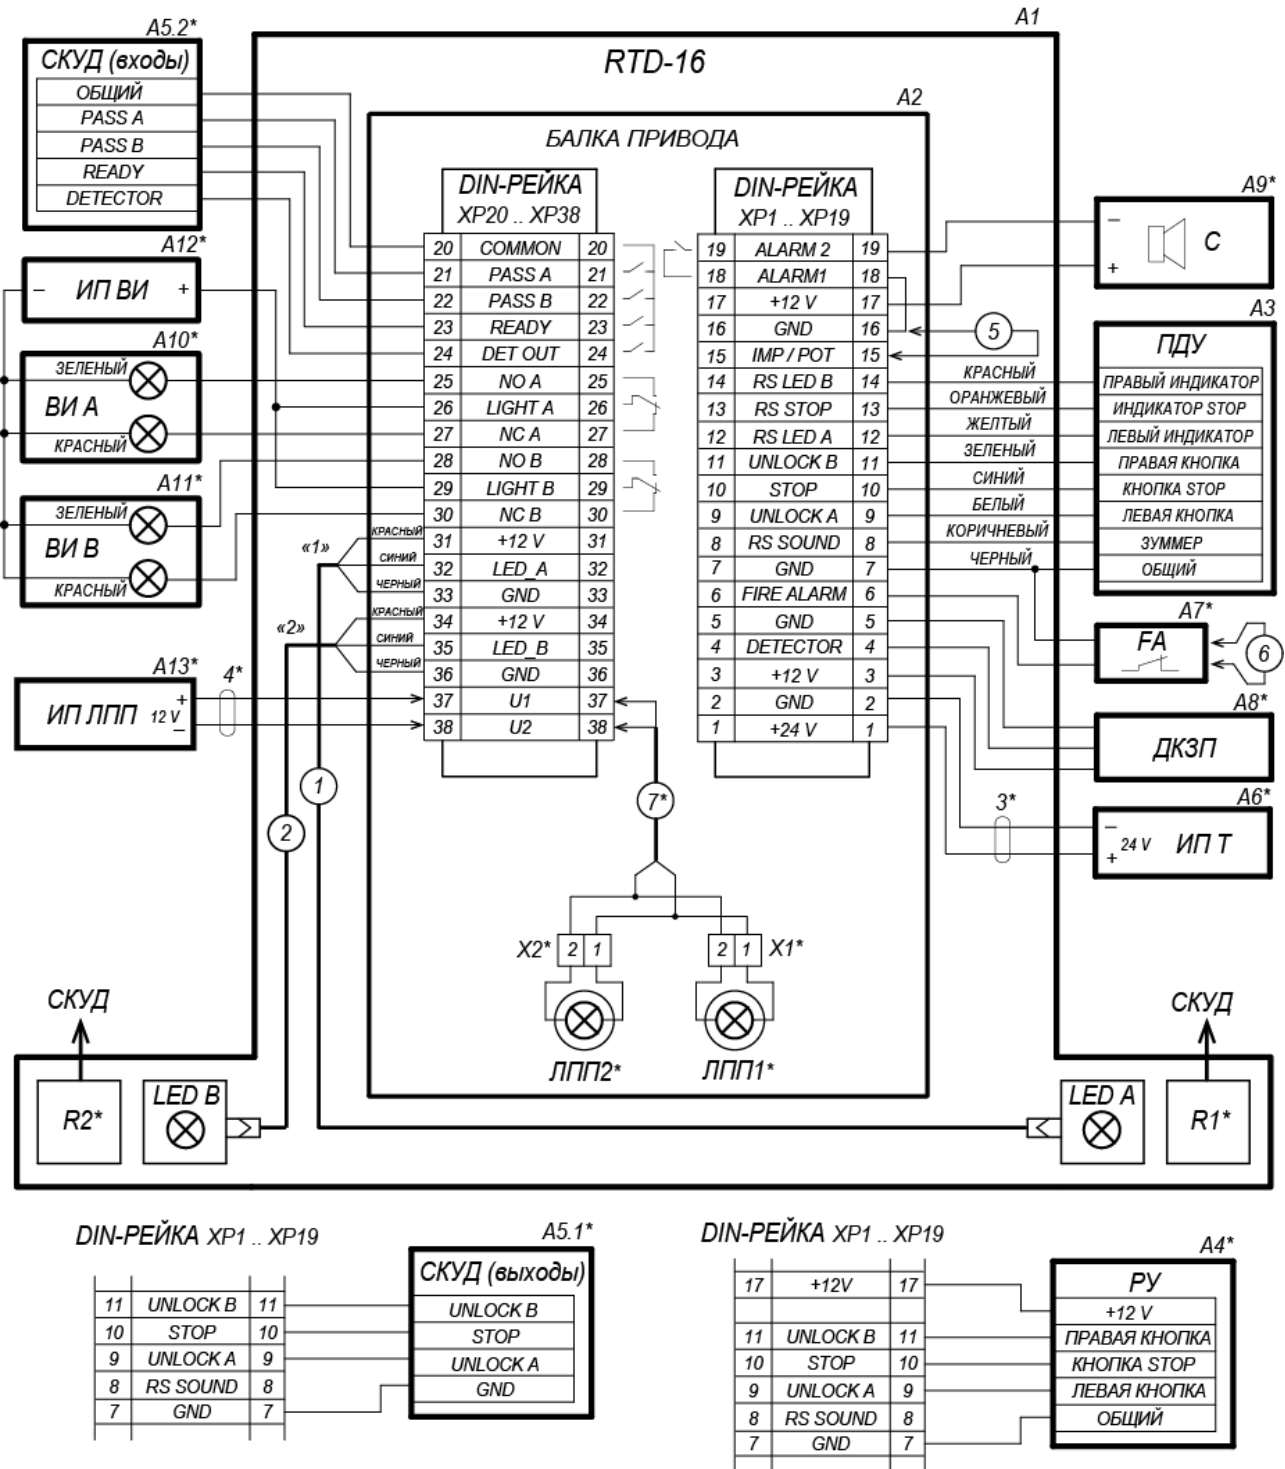 A1
RTD-16
A2
БАЛКА ПРИВОДА
A5.2*
СКУД (входы)
ОБЩИЙ
PASS A
PASS B
READY
DETECTOR
A12*
– ИП ВИ +
A10*
ЗЕЛЕНЫЙ
ВИ A
КРАСНЫЙ
A11*
ЗЕЛЕНЫЙ
ВИ B
КРАСНЫЙ
A13*
ИП ЛПП 12 V + –
4*
«1»
КРАСНЫЙ
СИНИЙ
ЧЕРНЫЙ
«2»
КРАСНЫЙ
СИНИЙ
ЧЕРНЫЙ
1
2
DIN-РЕЙКА
XP20 .. XP38
20 COMMON 20
21 PASS A 21
22 PASS B 22
23 READY 23
24 DET OUT 24
25 NO A 25
26 LIGHT A 26
27 NC A 27
28 NO B 28
29 LIGHT B 29
30 NC B 30
31 +12 V 31
32 LED_A 32
33 GND 33
34 +12 V 34
35 LED_B 35
36 GND 36
37 U1 37
38 U2 38
DIN-РЕЙКА
XP1 .. XP19
19 ALARM 2 19
18 ALARM1 18
17 +12 V 17
16 GND 16
15 IMP / POT 15
14 RS LED B 14
13 RS STOP 13
12 RS LED A 12
11 UNLOCK B 11
10 STOP 10
9 UNLOCK A 9
8 RS SOUND 8
7 GND 7
6 FIRE ALARM 6
5 GND 5
4 DETECTOR 4
3 +12 V 3
2 GND 2
1 +24 V 1
5
КРАСНЫЙ
ОРАНЖЕВЫЙ
ЖЕЛТЫЙ
ЗЕЛЕНЫЙ
СИНИЙ
БЕЛЫЙ
КОРИЧНЕВЫЙ
ЧЕРНЫЙ
A9*
– + C
A3
ПДУ
ПРАВЫЙ ИНДИКАТОР
ИНДИКАТОР STOP
ЛЕВЫЙ ИНДИКАТОР
ПРАВАЯ КНОПКА
КНОПКА STOP
ЛЕВАЯ КНОПКА
ЗУММЕР
ОБЩИЙ
A7*
FA
6
A8*
ДКЗП
A6*
3*
– + 24 V ИП Т
7*
X2* 2 1
2 1 X1*
ЛПП2*
ЛПП1*
СКУД
R2*
LED B
СКУД
LED A
R1*
DIN-РЕЙКА XP1 .. XP19
11 UNLOCK B 11
10 STOP 10
9 UNLOCK A 9
8 RS SOUND 8
7 GND 7
A5.1*
СКУД (выходы)
UNLOCK B
STOP
UNLOCK A
GND
DIN-РЕЙКА XP1 .. XP19
17 +12V 17
11 UNLOCK B 11
10 STOP 10
9 UNLOCK A 9
8 RS SOUND 8
7 GND 7
A4*
РУ
+12 V
ПРАВАЯ КНОПКА
КНОПКА STOP
ЛЕВАЯ КНОПКА
ОБЩИЙ